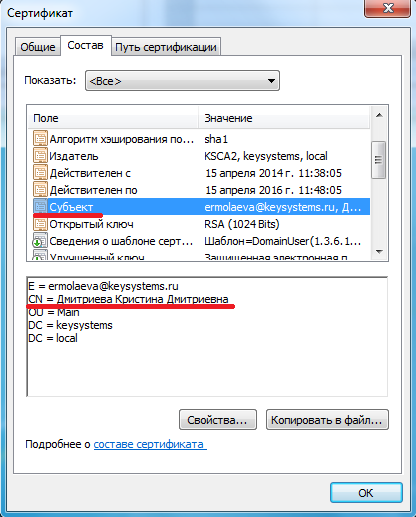 Сертификат
Общие Состав Путь сертификации
Показать: <Все>
Поле Значение
Алгоритм хэширования по... sha1
Издатель KSCA2, keysystems, local
Действителен с 15 апреля 2014 г. 11:38:05
Действителен по 15 апреля 2016 г. 11:48:05
Субъект ermolaeva@keysystems.ru, Д...
Открытый ключ RSA (1024 Bits)
Сведения о шаблоне серт... Шаблон=DomainUser(1.3.6.1...
Улучшенный ключ
E = ermolaeva@keysystems.ru
CN = Дмитриева Кристина Дмитриевна
OU = Main
DC = keysystems
DC = local
Свойства... Копировать в файл...
Подробнее о составе сертификата
OK